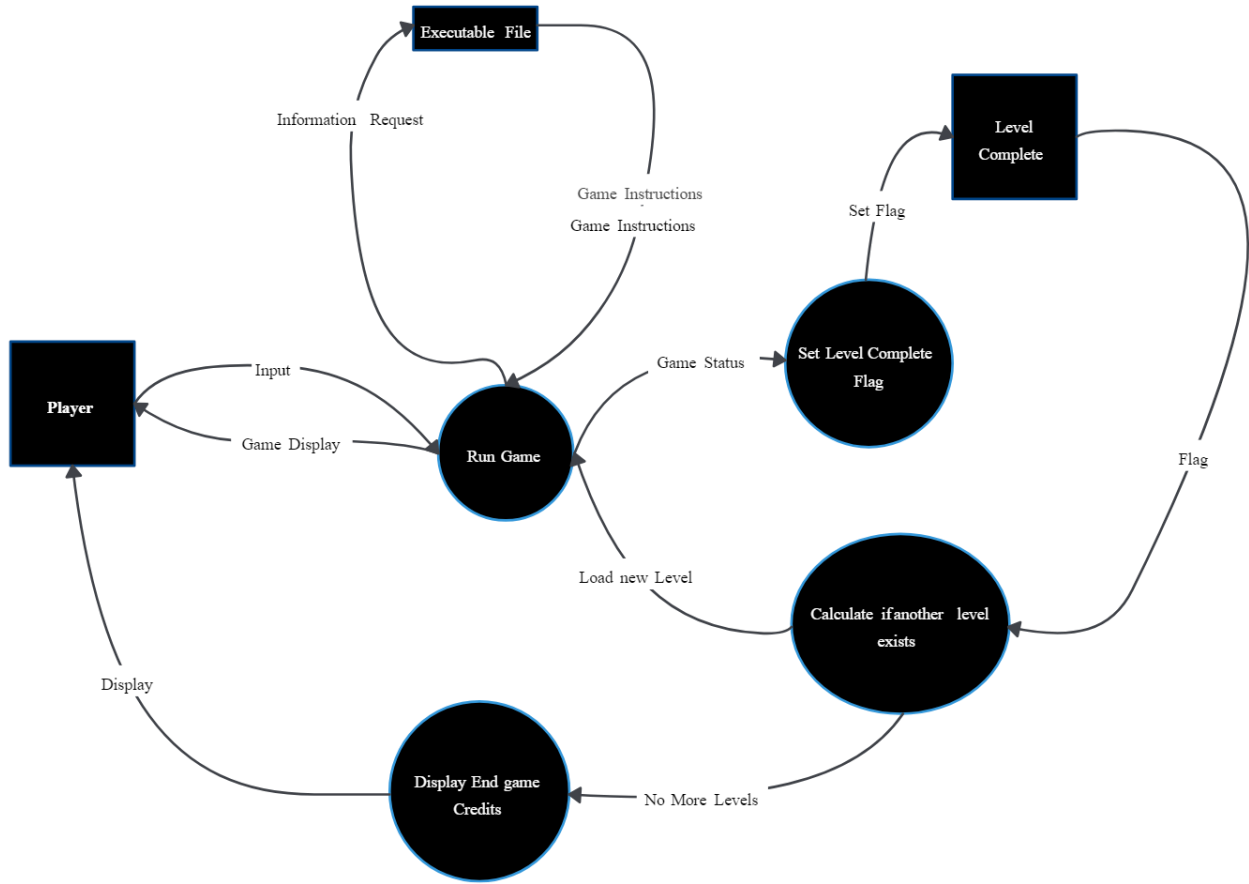 Executable File
Information Request
Game Instructions
Game Instructions
Level
Complete
Set Flag
Set Level Complete
Flag
Game Status
Input
Player
Game Display
Run Game
Flag
Load new Level
Calculate if another level
exists
Display
Display End game
Credits
No More Levels